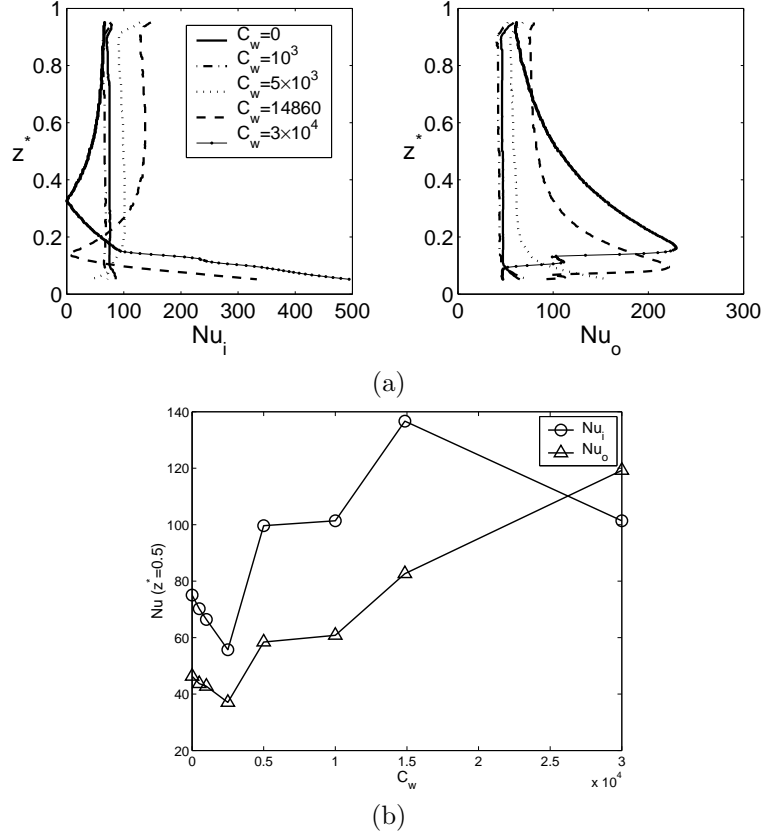 1
0.8
0.6
0.4
0.2
0
z*
0 100 200 300 400 500
Nu_i
C_w=0
C_w=10^3
C_w=5×10^3
C_w=14860
C_w=3×10^4
1
0.8
0.6
0.4
0.2
0
z*
0 100 200 300
Nu_o
(a)
140
120
100
80
60
40
20
Nu (z*=0.5)
Nu_i
Nu_o
0 0.5 1 1.5 2 2.5 3
C_w
x 10^4
(b)